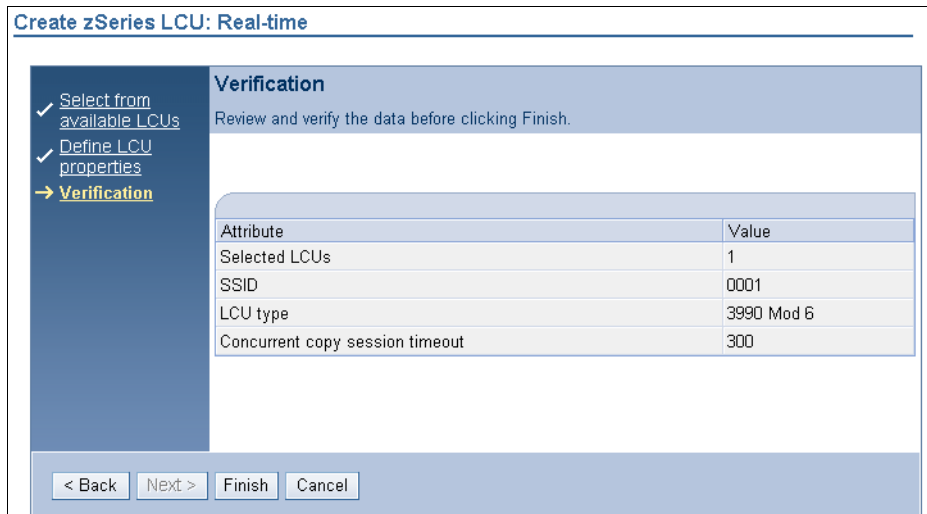 Create zSeries LCU: Real-time
Select from
available LCUs
Define LCU
properties
Verification
Verification
Review and verify the data before clicking Finish.
Attribute Value
Selected LCUs 1
SSID 0001
LCU type 3990 Mod 6
Concurrent copy session timeout 300
< Back Next > Finish Cancel